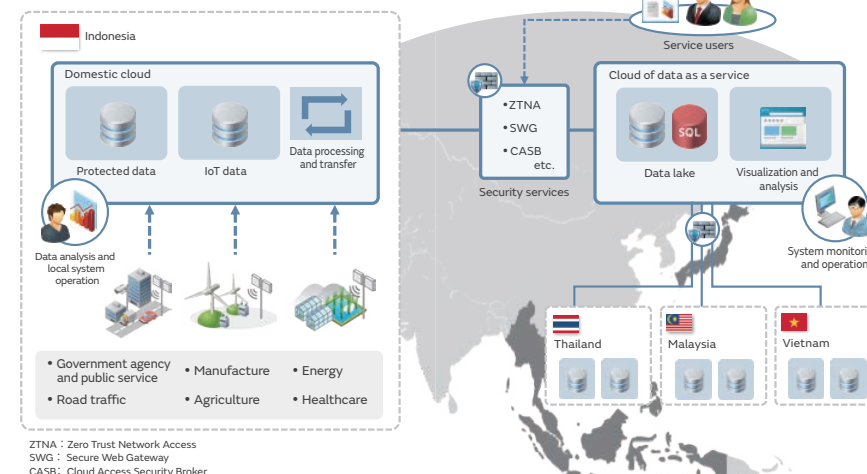 Indonesia
Domestic cloud
Protected data
IoT data
Data processing
and transfer
Data analysis and
local system
operation
• Government agency
and public service
• Road traffic
• Manufacture
• Agriculture
• Energy
• Healthcare
ZTNA : Zero Trust Network Access
SWG : Secure Web Gateway
CASB: Cloud Access Security Broker
Service users
•ZTNA
•SWG
•CASB
etc.
Security services
Cloud of data as a service
SQL
Data lake
Visualization and
analysis
System monitori
and operation
Thailand
Malaysia
Vietnam